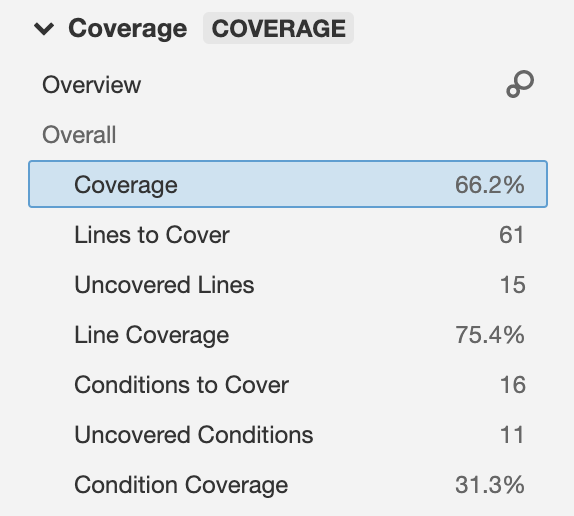 Coverage COVERAGE
Overview
Overall
Coverage 66.2%
Lines to Cover 61
Uncovered Lines 15
Line Coverage 75.4%
Conditions to Cover 16
Uncovered Conditions 11
Condition Coverage 31.3%